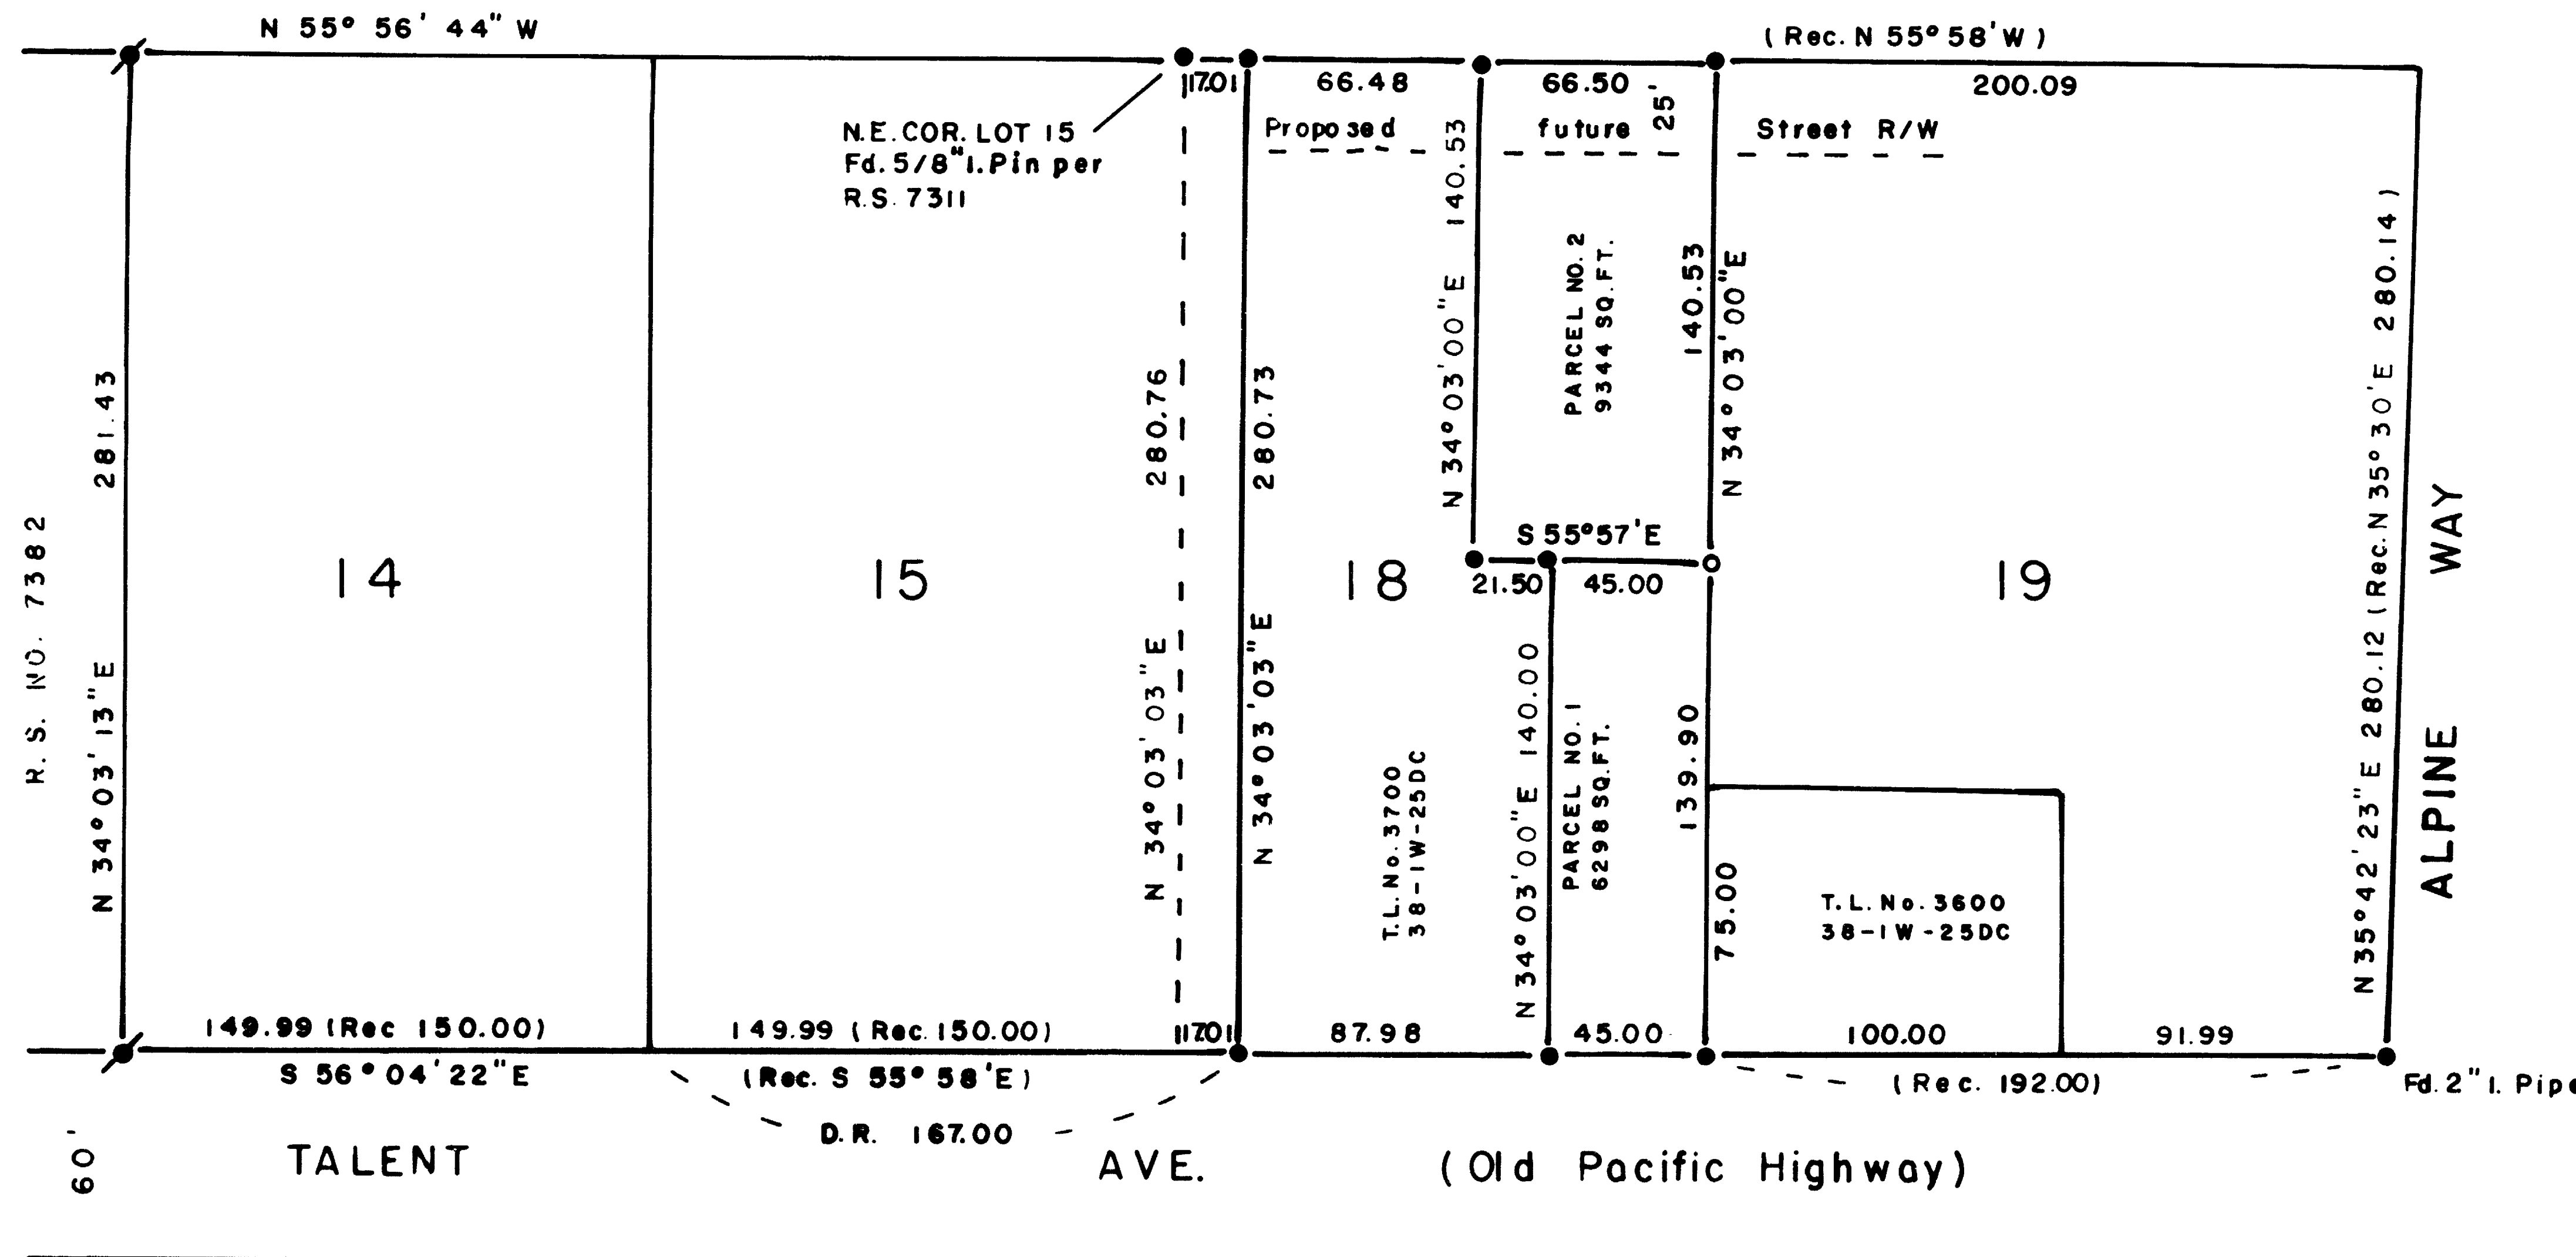 N 55° 56' 44" W
(Rec. N 55° 58' W)
17.01
66.48
66.50
200.09
25'
N.E. COR. LOT 15
Fd. 5/8" I. Pin per
R.S. 7311
Proposed future Street R/W
R.S. NO. 7382
N 34° 03' 13" E 281.43
14
15
N 34° 03' 03" E 280.76
N 34° 03' 03" E 280.73
18
T.L. No. 3700
38-1W-25DC
N 34° 03' 00" E 140.53
PARCEL NO. 2
9344 SQ. FT.
140.53
N 34° 03' 00" E
S 55° 57' E
21.50
45.00
N 34° 03' 00" E 140.00
PARCEL NO. 1
6298 SQ. FT.
139.90
75.00
19
T.L. No. 3600
38-1W-25DC
N 35° 42' 23" E 280.12 (Rec. N 35° 30' E 280.14)
ALPINE WAY
149.99 (Rec 150.00)
149.99 (Rec. 150.00)
17.01
87.98
45.00
100.00
91.99
S 56° 04' 22" E
(Rec. S 55° 58' E)
(Rec. 192.00)
Fd. 2" I. Pipe
D.R. 167.00
60'
TALENT AVE. (Old Pacific Highway)